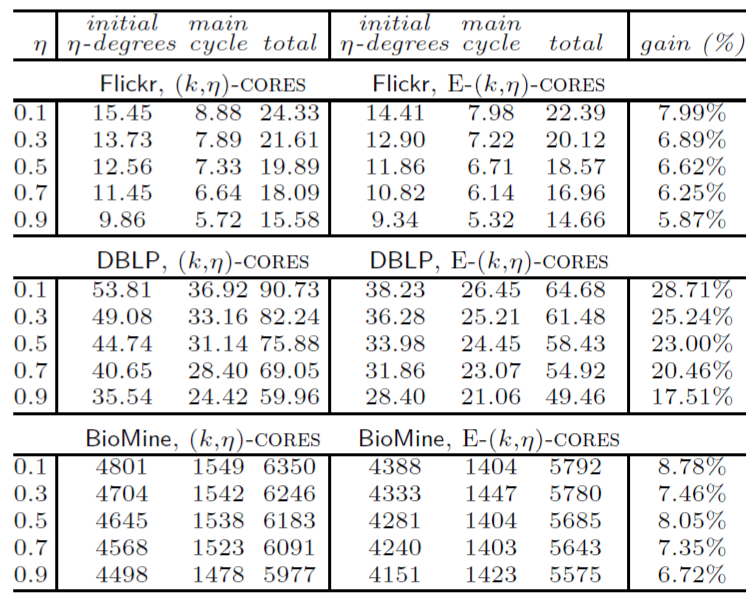 initial main initial main
η η-degrees cycle total η-degrees cycle total gain (%)
Flickr, (k,η)-CORES Flickr, E-(k,η)-CORES
0.1 15.45 8.88 24.33 14.41 7.98 22.39 7.99%
0.3 13.73 7.89 21.61 12.90 7.22 20.12 6.89%
0.5 12.56 7.33 19.89 11.86 6.71 18.57 6.62%
0.7 11.45 6.64 18.09 10.82 6.14 16.96 6.25%
0.9 9.86 5.72 15.58 9.34 5.32 14.66 5.87%
DBLP, (k,η)-CORES DBLP, E-(k,η)-CORES
0.1 53.81 36.92 90.73 38.23 26.45 64.68 28.71%
0.3 49.08 33.16 82.24 36.28 25.21 61.48 25.24%
0.5 44.74 31.14 75.88 33.98 24.45 58.43 23.00%
0.7 40.65 28.40 69.05 31.86 23.07 54.92 20.46%
0.9 35.54 24.42 59.96 28.40 21.06 49.46 17.51%
BioMine, (k,η)-CORES BioMine, E-(k,η)-CORES
0.1 4801 1549 6350 4388 1404 5792 8.78%
0.3 4704 1542 6246 4333 1447 5780 7.46%
0.5 4645 1538 6183 4281 1404 5685 8.05%
0.7 4568 1523 6091 4240 1403 5643 7.35%
0.9 4498 1478 5977 4151 1423 5575 6.72%